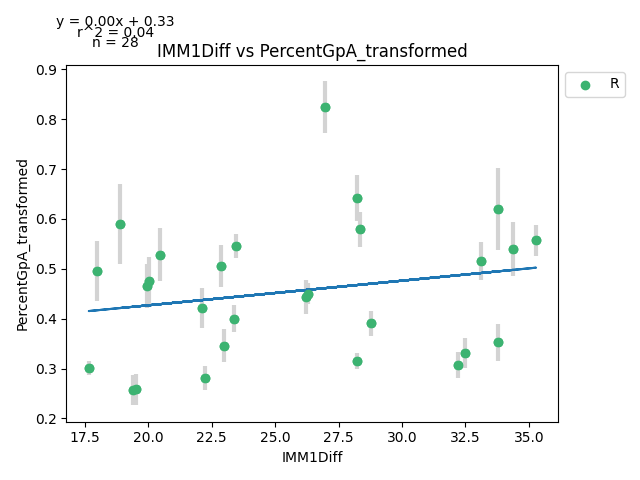 y = 0.00x + 0.33
r^2 = 0.04
n = 28
IMM1Diff vs PercentGpA_transformed
R
PercentGpA_transformed
0.9
0.8
0.7
0.6
0.5
0.4
0.3
0.2
17.5 20.0 22.5 25.0 27.5 30.0 32.5 35.0
IMM1Diff